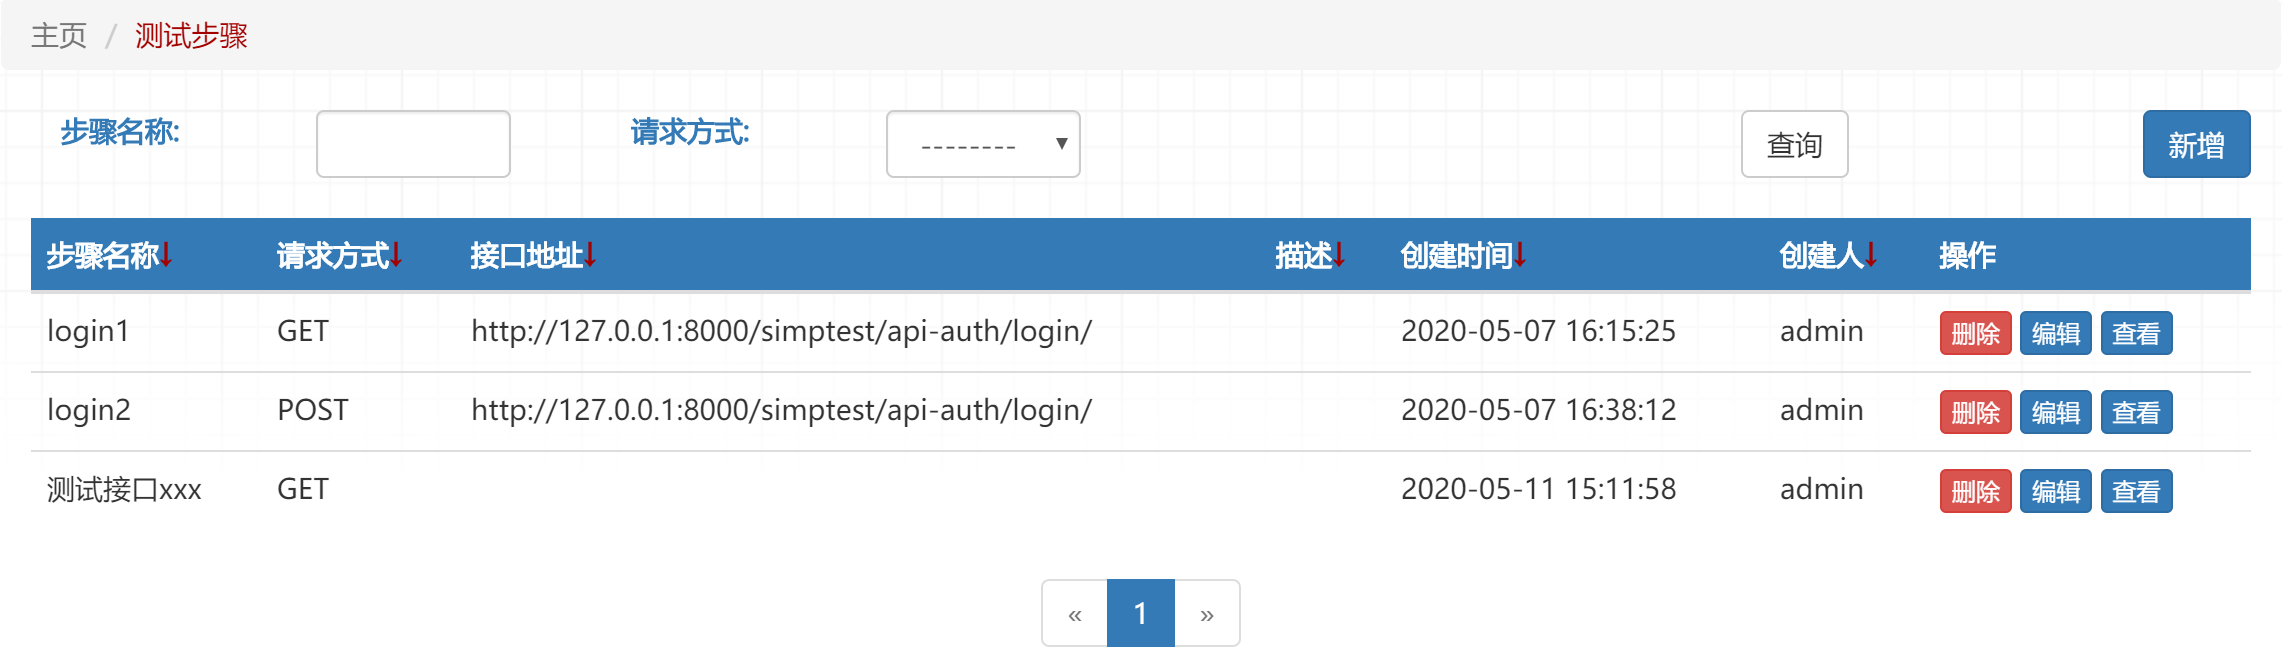 主页 / 测试步骤
步骤名称: 请求方式: -------- 查询 新增
步骤名称↓ 请求方式↓ 接口地址↓ 描述↓ 创建时间↓ 创建人↓ 操作
login1 GET http://127.0.0.1:8000/simptest/api-auth/login/ 2020-05-07 16:15:25 admin 删除 编辑 查看
login2 POST http://127.0.0.1:8000/simptest/api-auth/login/ 2020-05-07 16:38:12 admin 删除 编辑 查看
测试接口xxx GET 2020-05-11 15:11:58 admin 删除 编辑 查看
« 1 »